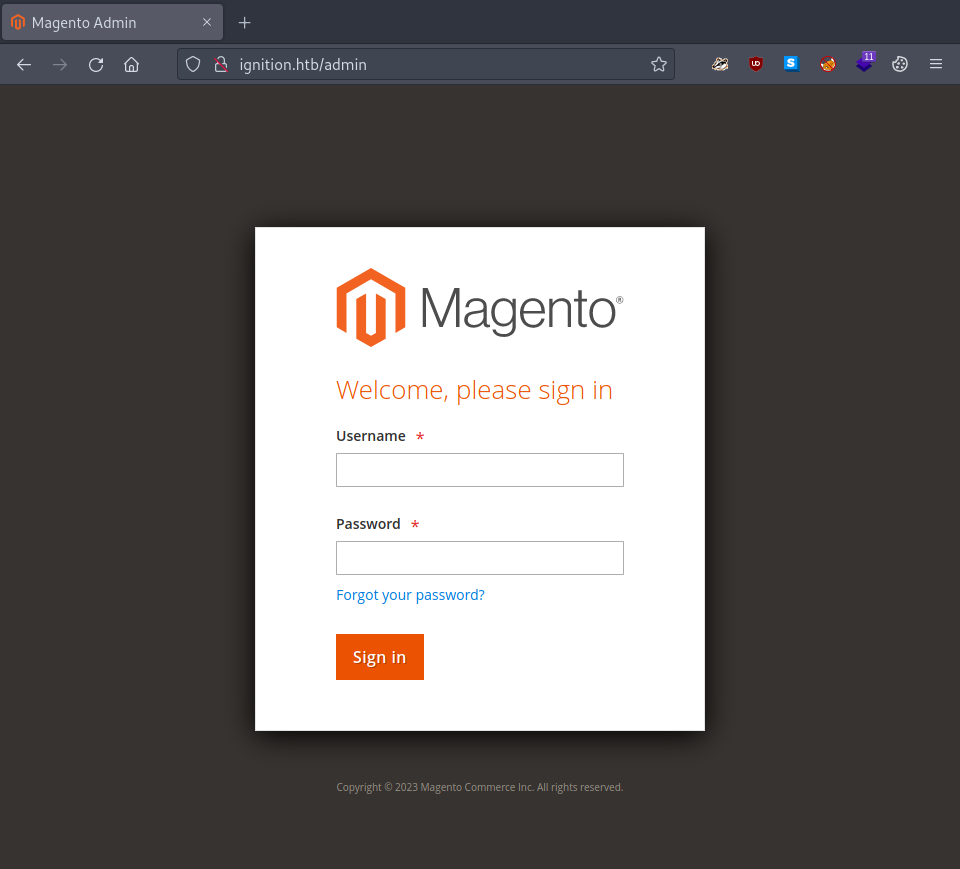 Magento Admin
ignition.htb/admin
UO
S
11
Magento®
Welcome, please sign in
Username *
Password *
Forgot your password?
Sign in
Copyright © 2023 Magento Commerce Inc. All rights reserved.